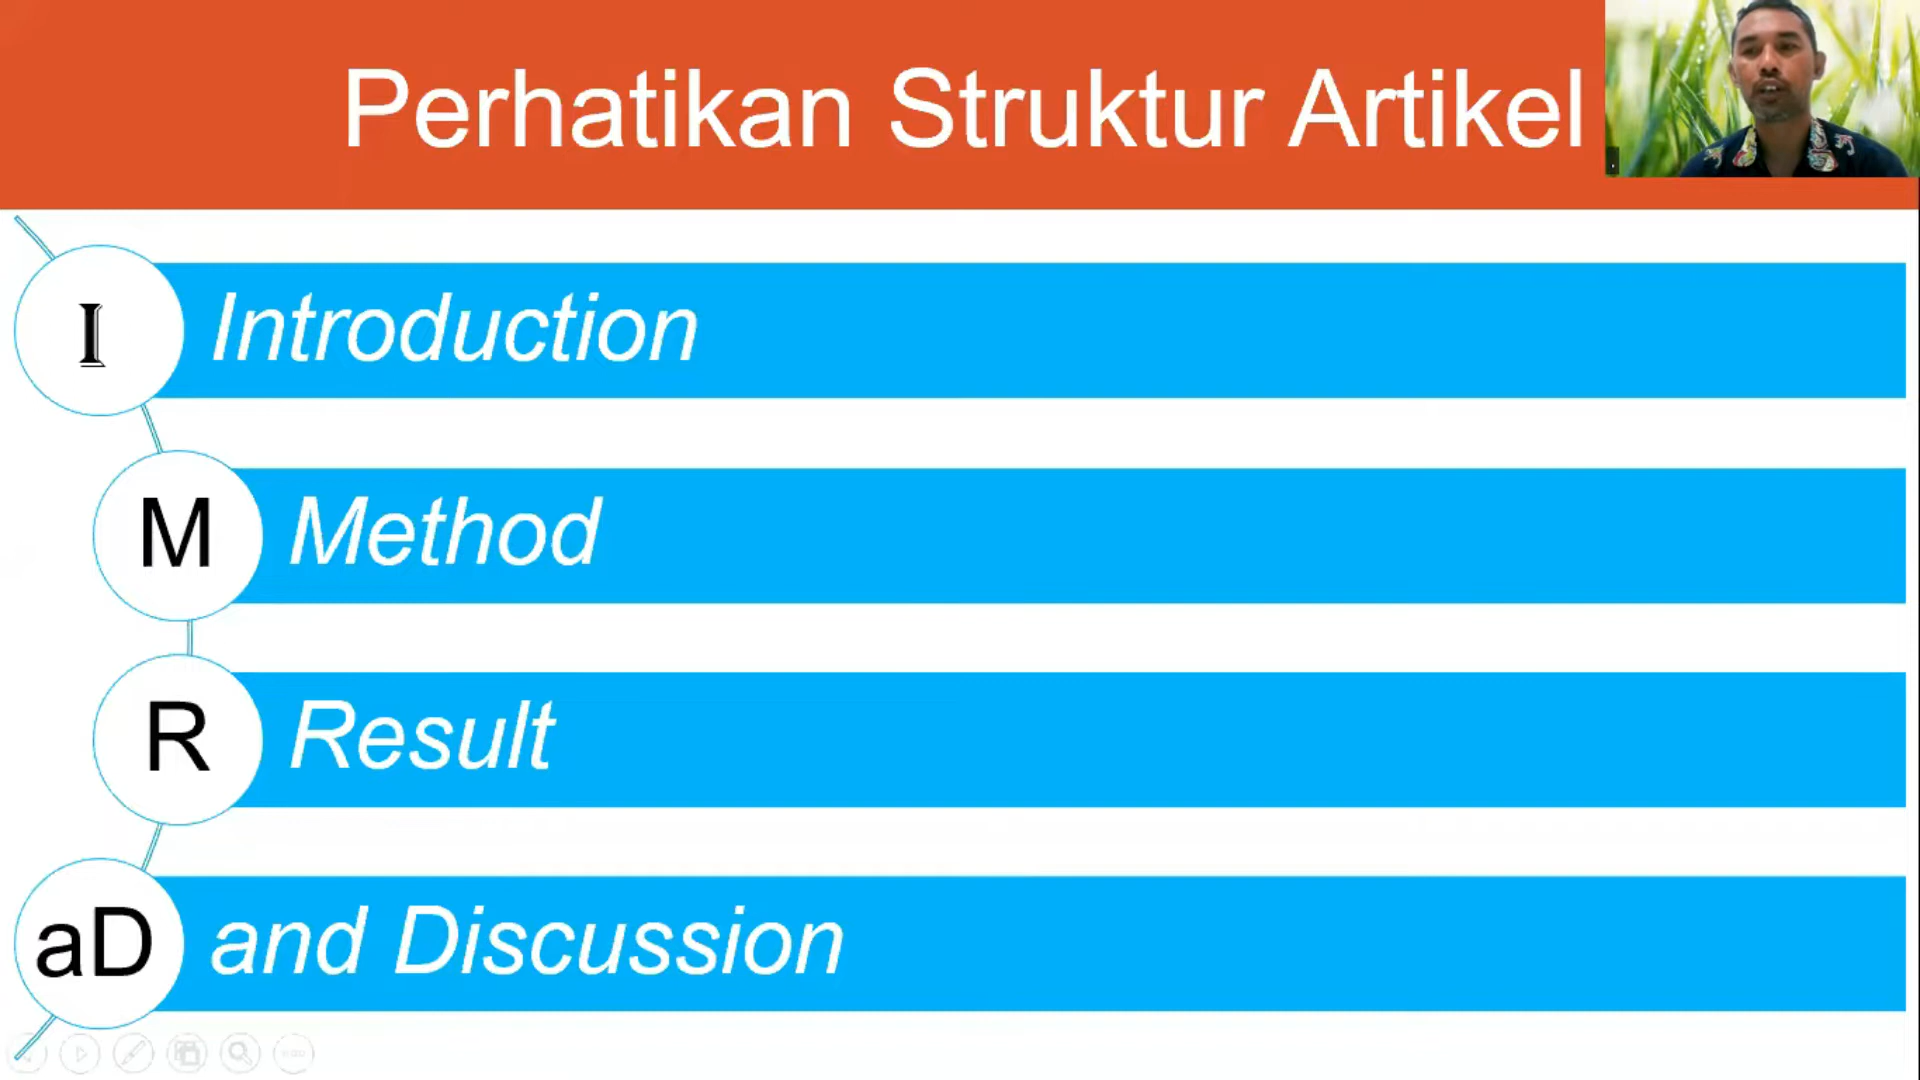 Perhatikan Struktur Artikel
I
Introduction
M
Method
R
Result
aD
and Discussion